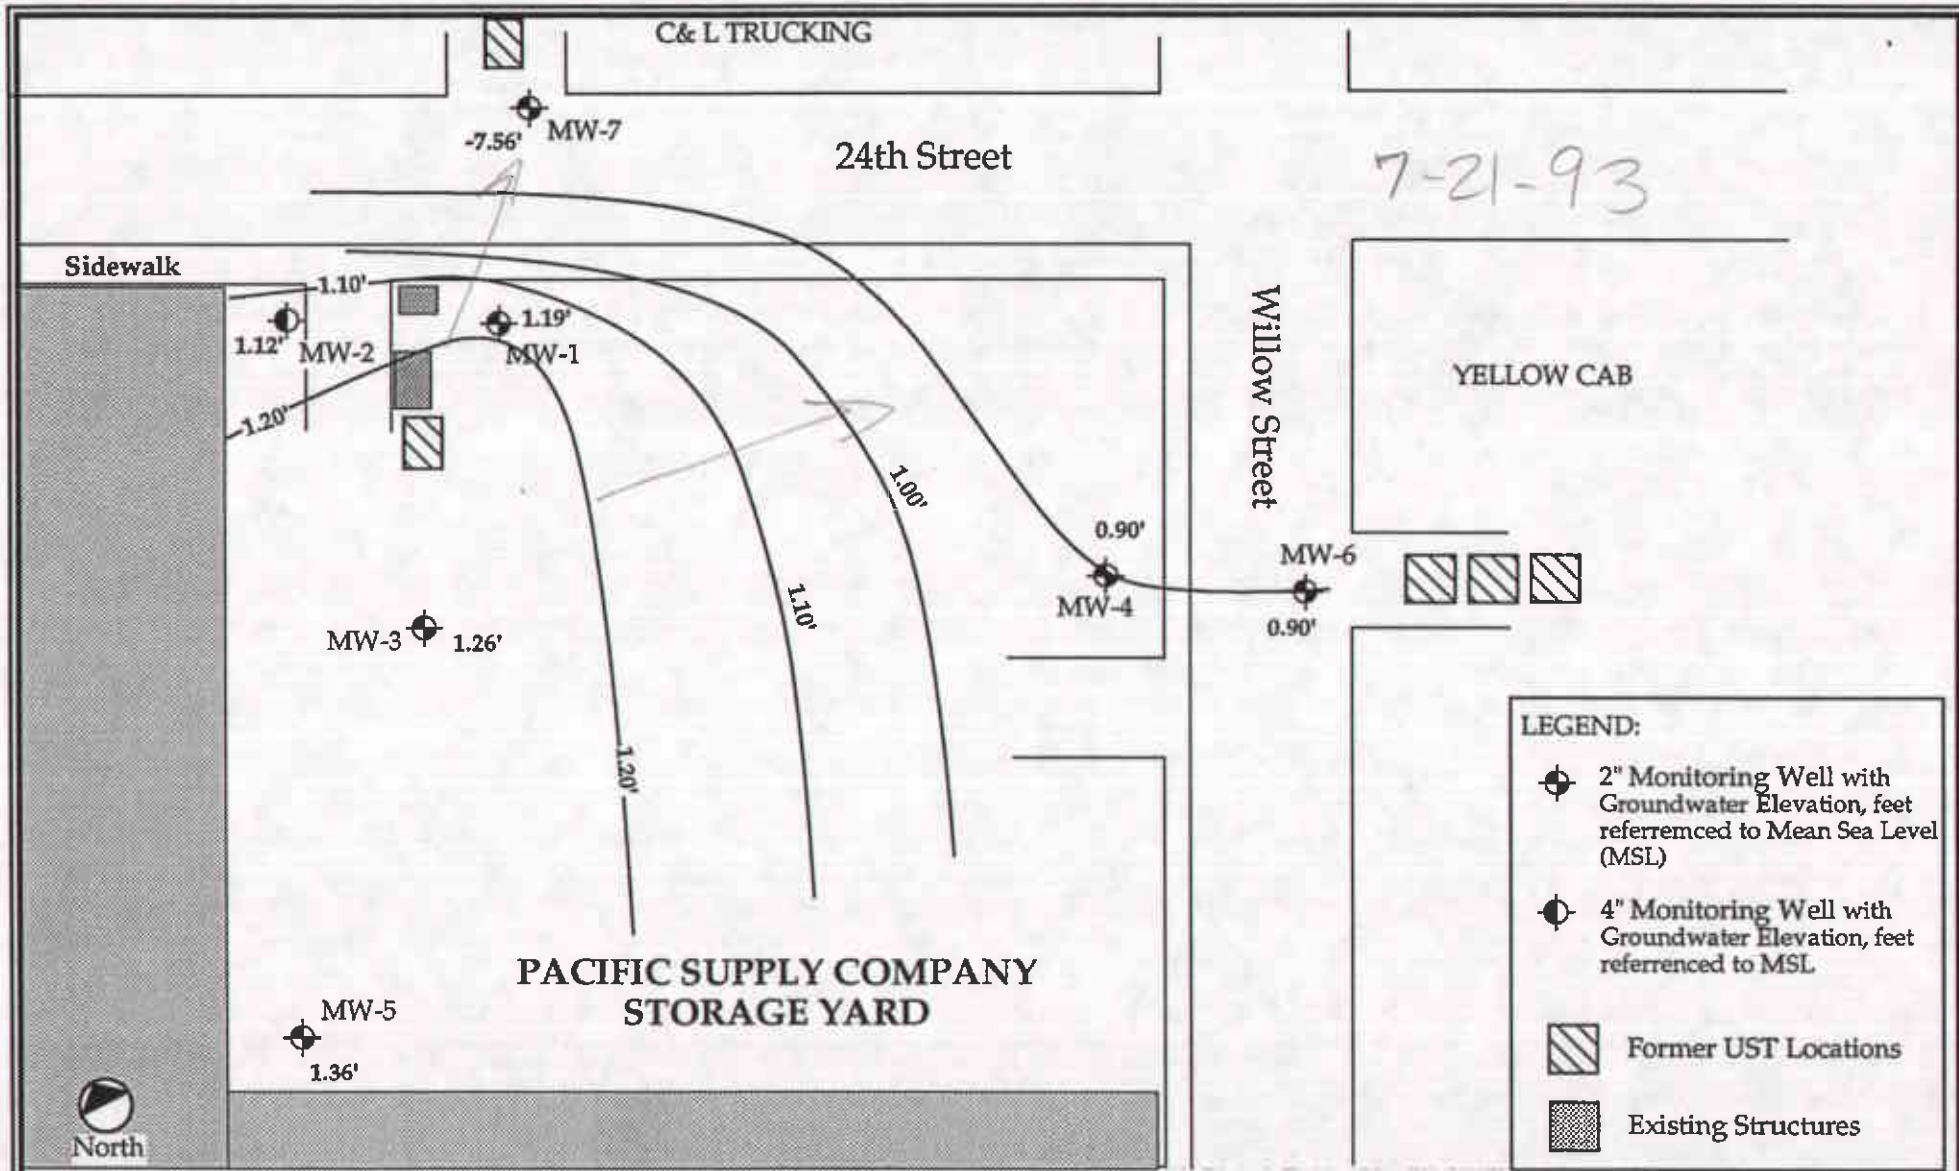 C& L TRUCKING
MW-7
-7.56'
24th Street
7-21-93
Sidewalk
1.10'
1.19'
1.12'
MW-2
MW-1
1.20'
Willow Street
YELLOW CAB
1.00'
0.90'
MW-6
MW-4
0.90'
1.10'
MW-3
1.26'
1.20'
LEGEND:
2" Monitoring Well with
Groundwater Elevation, feet
referremced to Mean Sea Level
(MSL)
4" Monitoring Well with
Groundwater Elevation, feet
referrenced to MSL
Former UST Locations
Existing Structures
PACIFIC SUPPLY COMPANY
STORAGE YARD
MW-5
1.36'
North